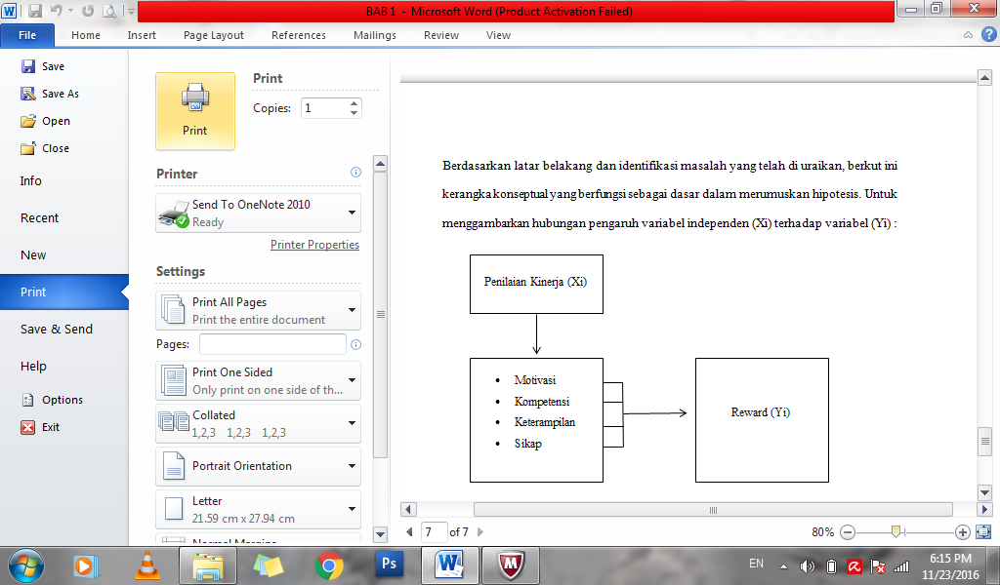 BAB 1 - Microsoft Word (Product Activation Failed)
File Home Insert Page Layout References Mailings Review View
Save
Save As
Open
Close
Info
Recent
New
Print
Save & Send
Help
Options
Exit
Print
Print
Copies: 1
Printer
Send To OneNote 2010
Ready
Printer Properties
Settings
Print All Pages
Print the entire document
Pages:
Print One Sided
Only print on one side of th...
Collated
1,2,3 1,2,3 1,2,3
Portrait Orientation
Letter
21.59 cm x 27.94 cm
Normal Margins
Berdasarkan latar belakang dan identifikasi masalah yang telah di uraikan, berkut ini
kerangka konseptual yang berfungsi sebagai dasar dalam merumuskan hipotesis. Untuk
menggambarkan hubungan pengaruh variabel independen (Xi) terhadap variabel (Yi) :
Penilaian Kinerja (Xi)
• Motivasi
• Kompetensi
• Keterampilan
• Sikap
Reward (Yi)
7 of 7
80%
Ps
EN
6:15 PM
11/23/2016